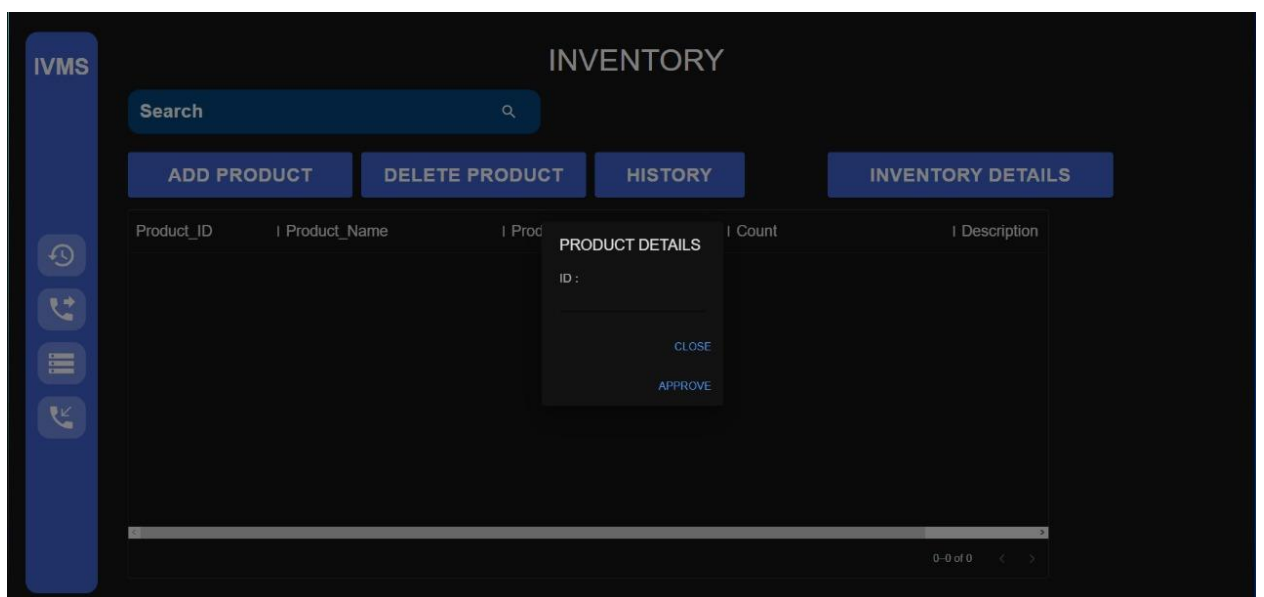 IVMS
INVENTORY
Search
ADD PRODUCT DELETE PRODUCT HISTORY INVENTORY DETAILS
Product_ID | Product_Name | Prod | Count | Description
PRODUCT DETAILS
ID :
CLOSE
APPROVE
0–0 of 0